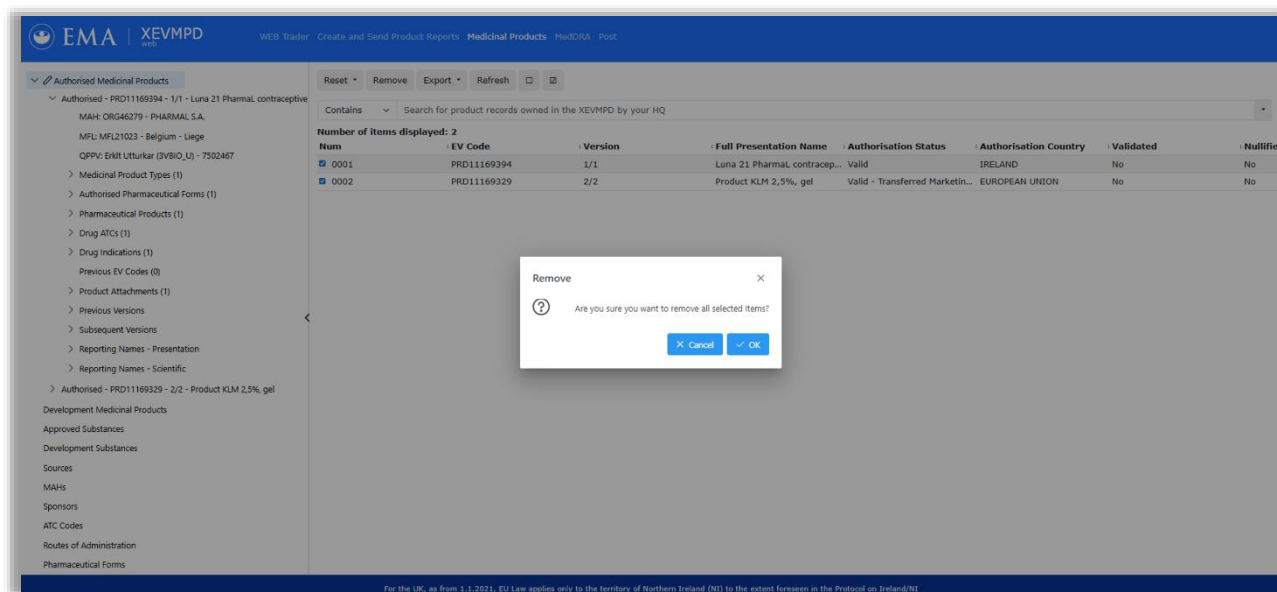 EMA XEVMPD
web
WEB Trader Create and Send Product Reports Medicinal Products MedDRA Post
Authorised Medicinal Products
Authorised - PRD11169394 - 1/1 - Luna 21 PharmaL contraceptive
MAH: ORG46279 - PHARMAL S.A.
MFL: MFL21023 - Belgium - Liege
QPPV: Erklt Utturkar (3VBIO_U) - 7502467
Medicinal Product Types (1)
Authorised Pharmaceutical Forms (1)
Pharmaceutical Products (1)
Drug ATCs (1)
Drug Indications (1)
Previous EV Codes (0)
Product Attachments (1)
Previous Versions
Subsequent Versions
Reporting Names - Presentation
Reporting Names - Scientific
Authorised - PRD11169329 - 2/2 - Product KLM 2,5%, gel
Development Medicinal Products
Approved Substances
Development Substances
Sources
MAHs
Sponsors
ATC Codes
Routes of Administration
Pharmaceutical Forms
Reset Remove Export Refresh
Contains Search for product records owned in the XEVMPD by your HQ
Number of items displayed: 2
Num EV Code Version Full Presentation Name Authorisation Status Authorisation Country Validated Nullifie
0001 PRD11169394 1/1 Luna 21 PharmaL contracep... Valid IRELAND No No
0002 PRD11169329 2/2 Product KLM 2,5%, gel Valid - Transferred Marketin... EUROPEAN UNION No No
Remove
Are you sure you want to remove all selected items?
Cancel OK
For the UK, as from 1.1.2021, EU Law applies only to the territory of Northern Ireland (NI) to the extent foreseen in the Protocol on Ireland/NI